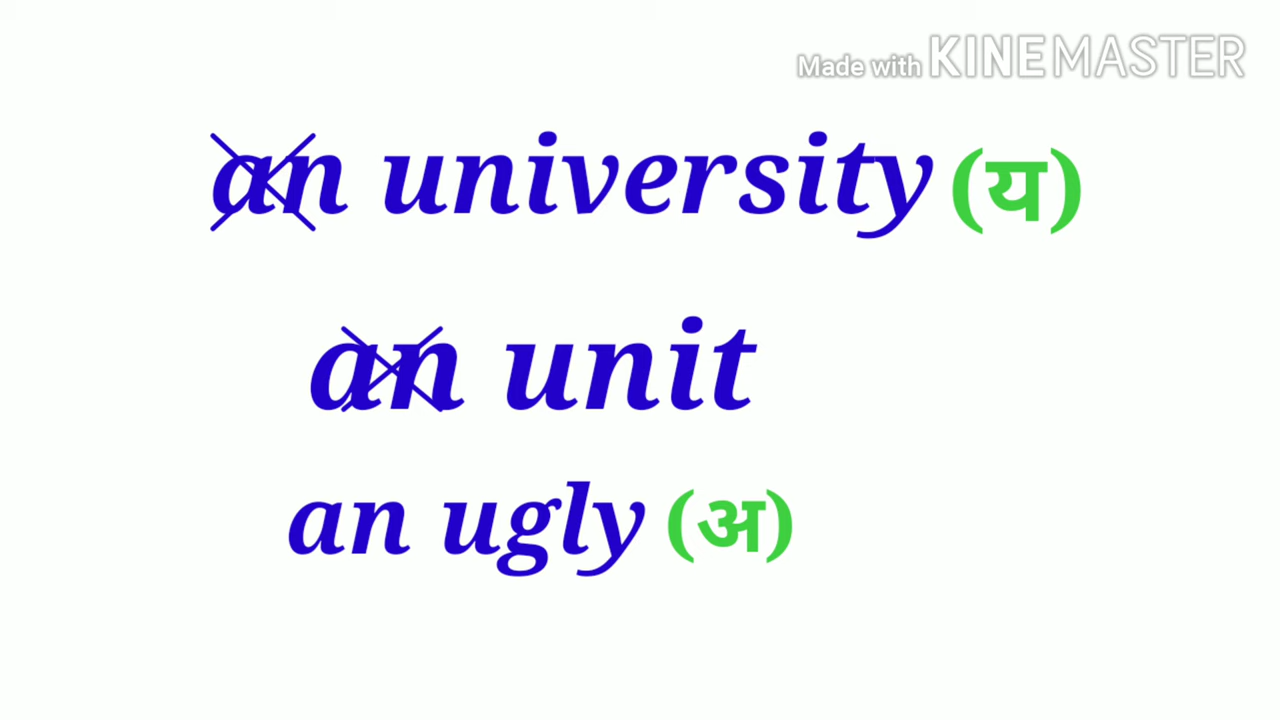 Made with KINEMASTER
an university (य)
an unit
an ugly (अ)